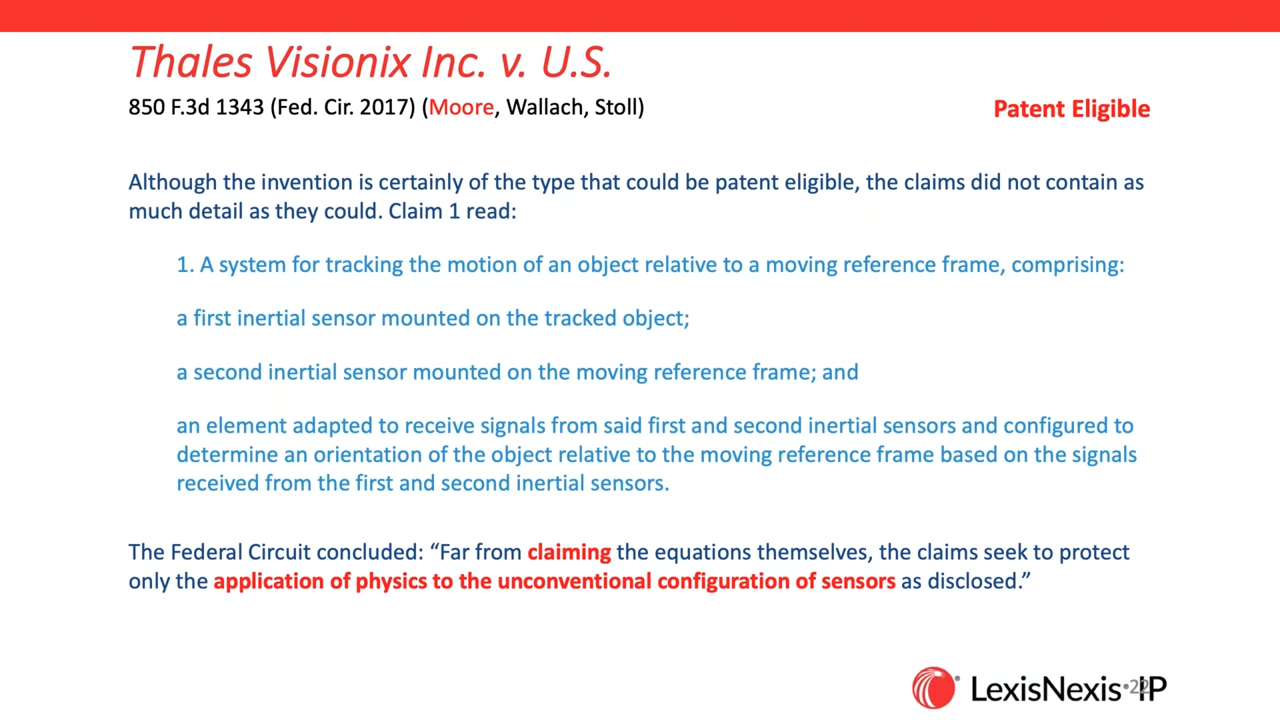 Thales Visionix Inc. v. U.S.
850 F.3d 1343 (Fed. Cir. 2017) (Moore, Wallach, Stoll)
Patent Eligible
Although the invention is certainly of the type that could be patent eligible, the claims did not contain as
much detail as they could. Claim 1 read:
1. A system for tracking the motion of an object relative to a moving reference frame, comprising:
a first inertial sensor mounted on the tracked object;
a second inertial sensor mounted on the moving reference frame; and
an element adapted to receive signals from said first and second inertial sensors and configured to
determine an orientation of the object relative to the moving reference frame based on the signals
received from the first and second inertial sensors.
The Federal Circuit concluded: “Far from claiming the equations themselves, the claims seek to protect
only the application of physics to the unconventional configuration of sensors as disclosed.”
LexisNexis® IP
22